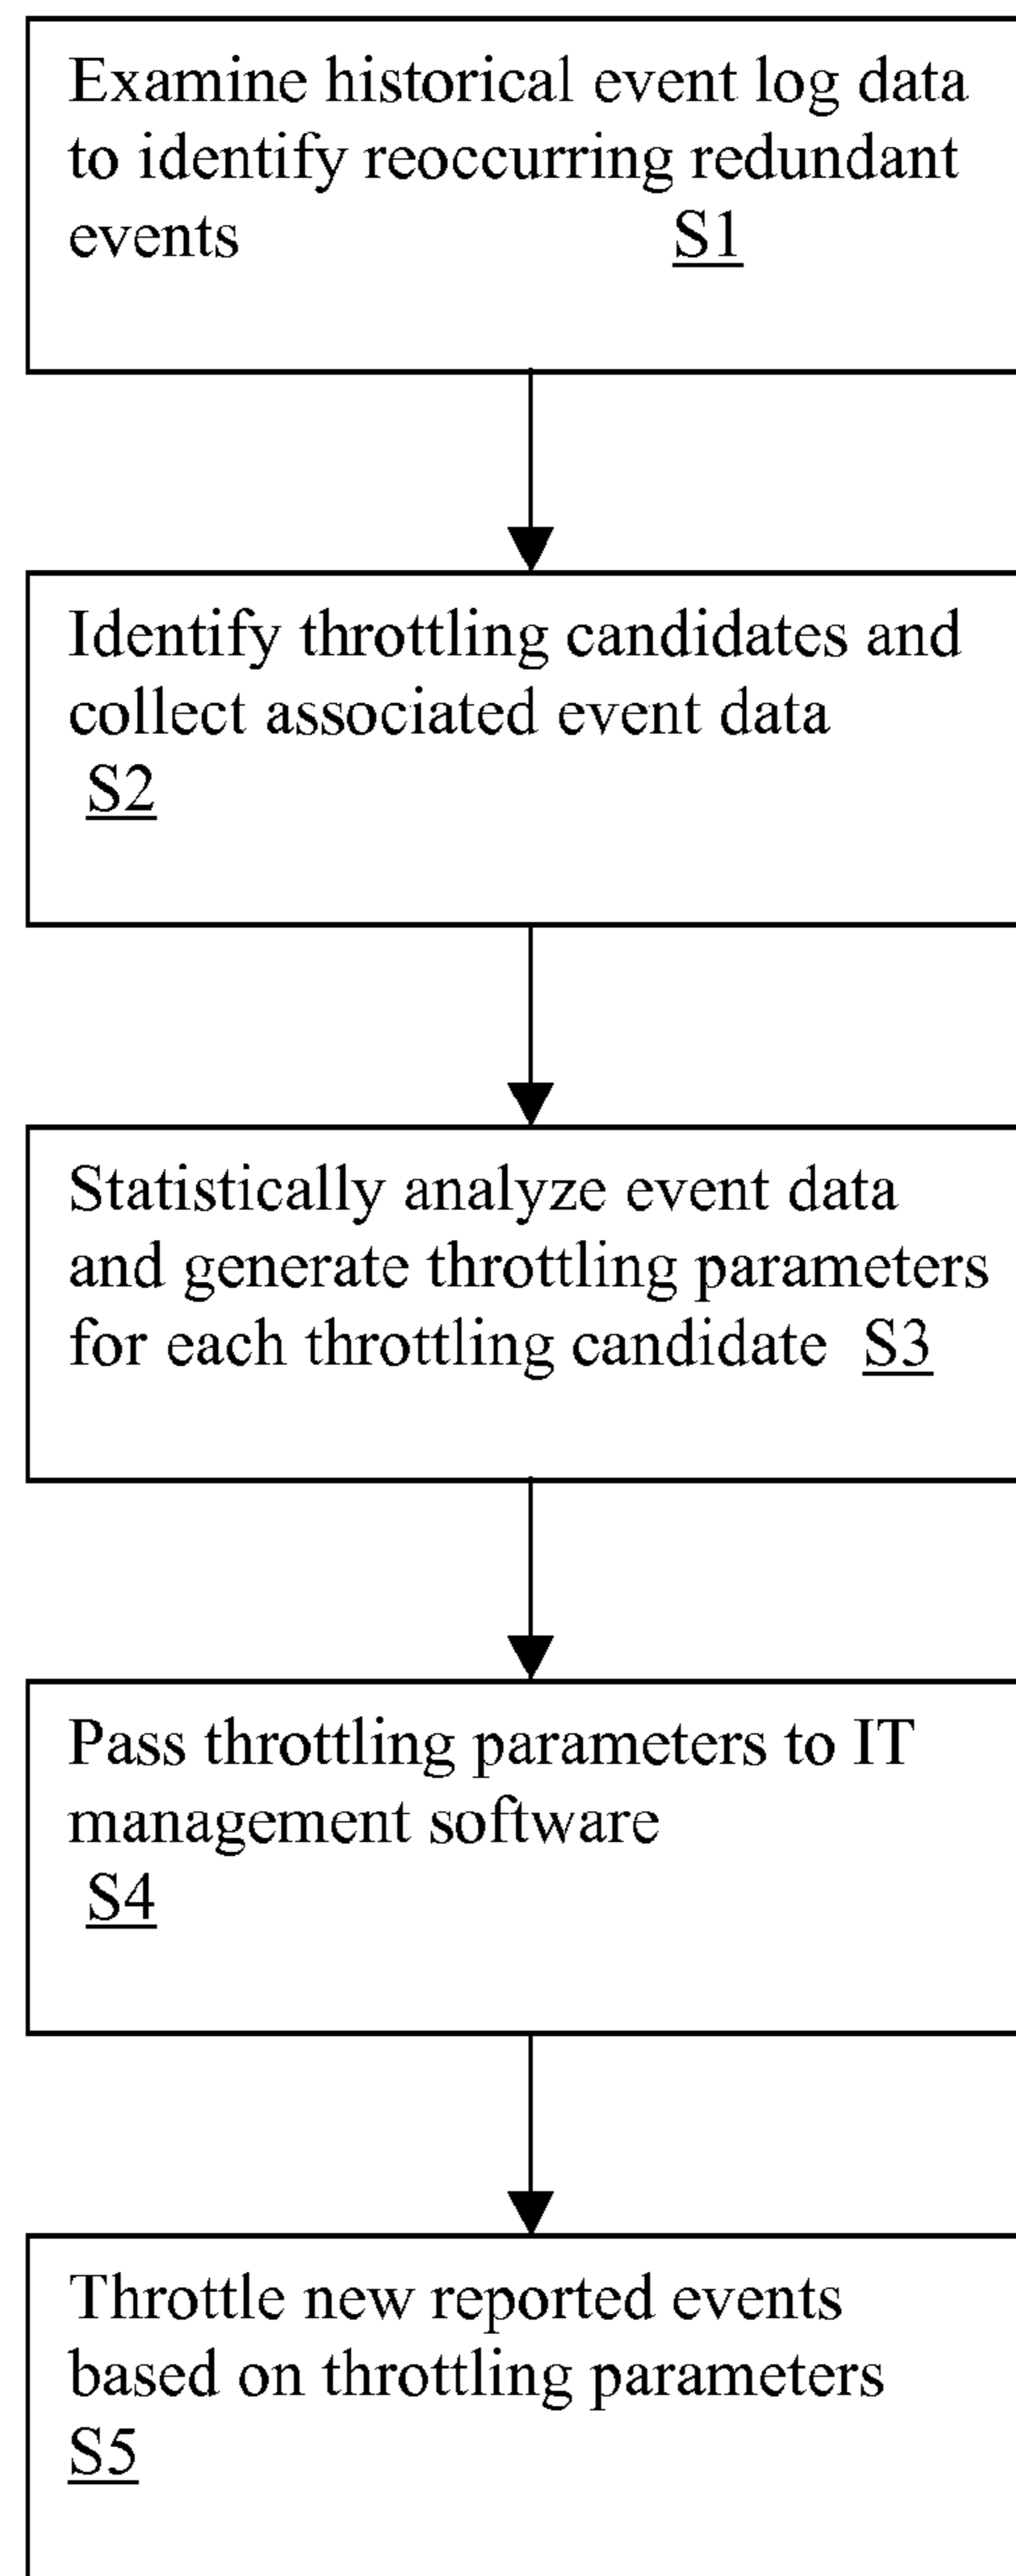 Examine historical event log data
to identify reoccurring redundant
events S1
Identify throttling candidates and
collect associated event data
S2
Statistically analyze event data
and generate throttling parameters
for each throttling candidate S3
Pass throttling parameters to IT
management software
S4
Throttle new reported events
based on throttling parameters
S5